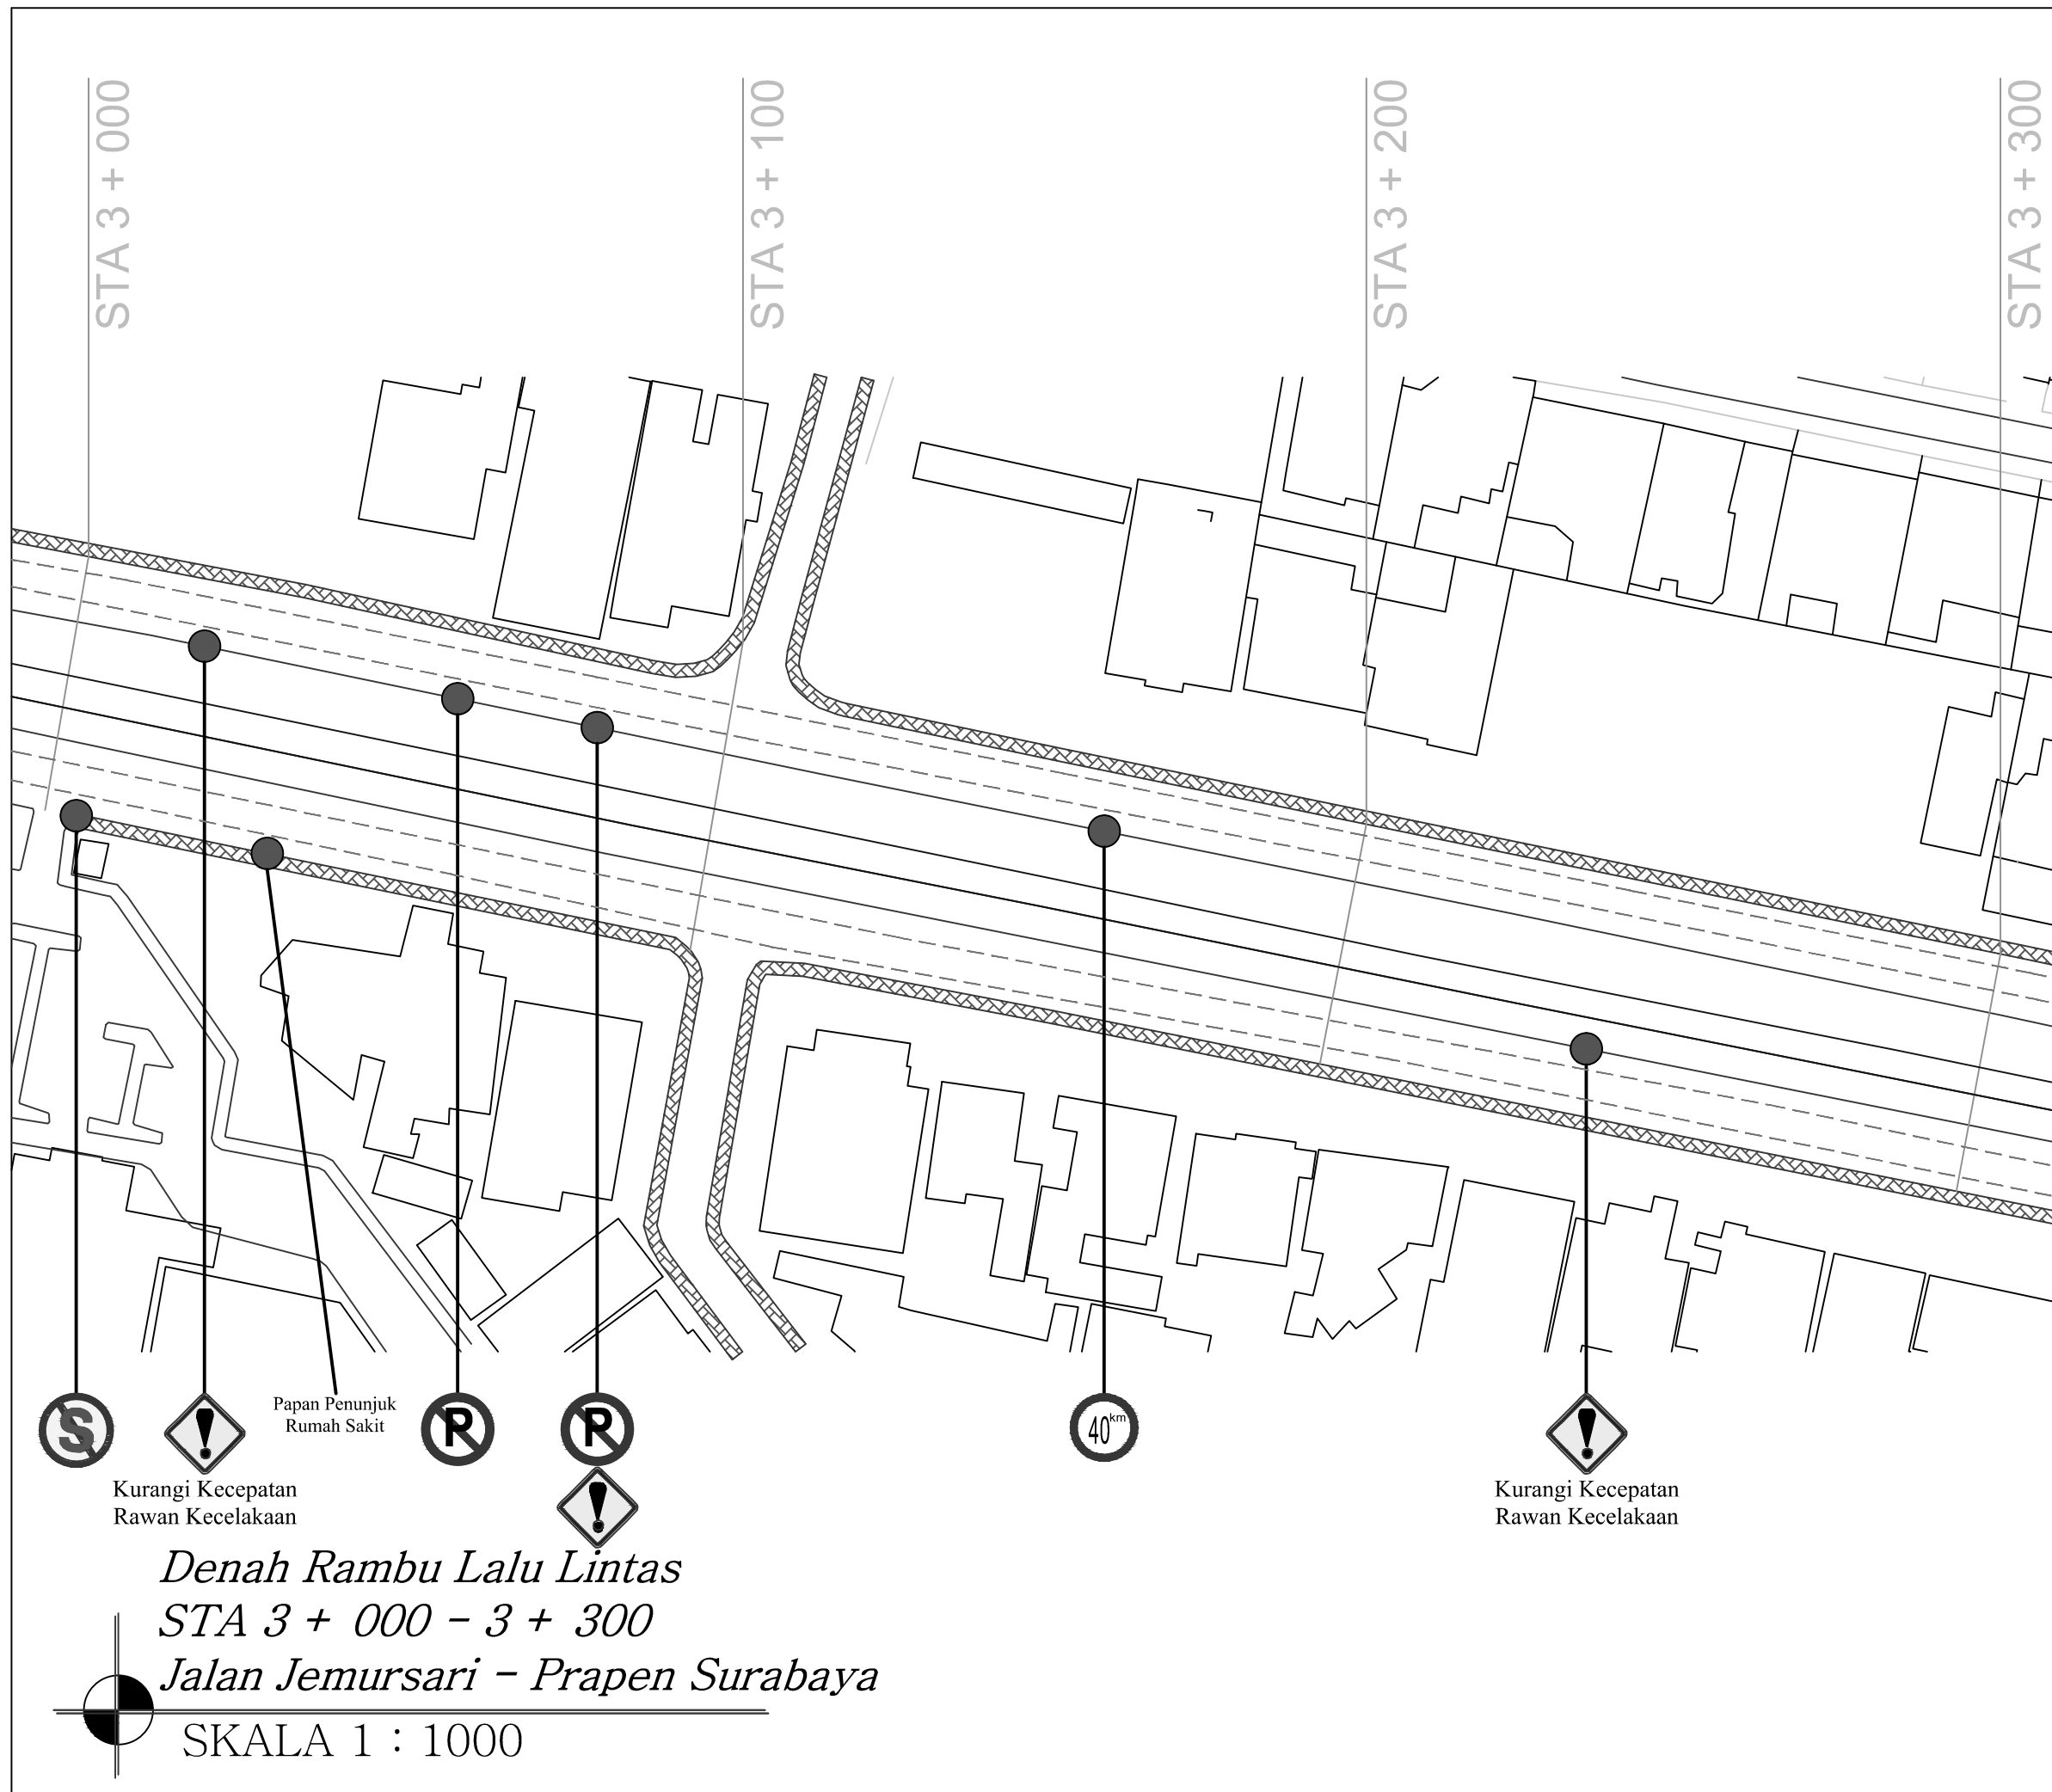 STA 3 + 000
STA 3 + 100
STA 3 + 200
STA 3 + 300
S
Papan Penunjuk
Rumah Sakit
P
P
40 km
!
Kurangi Kecepatan
Rawan Kecelakaan
!
!
Kurangi Kecepatan
Rawan Kecelakaan
Denah Rambu Lalu Lintas
STA 3 + 000 - 3 + 300
Jalan Jemursari - Prapen Surabaya
SKALA 1 : 1000